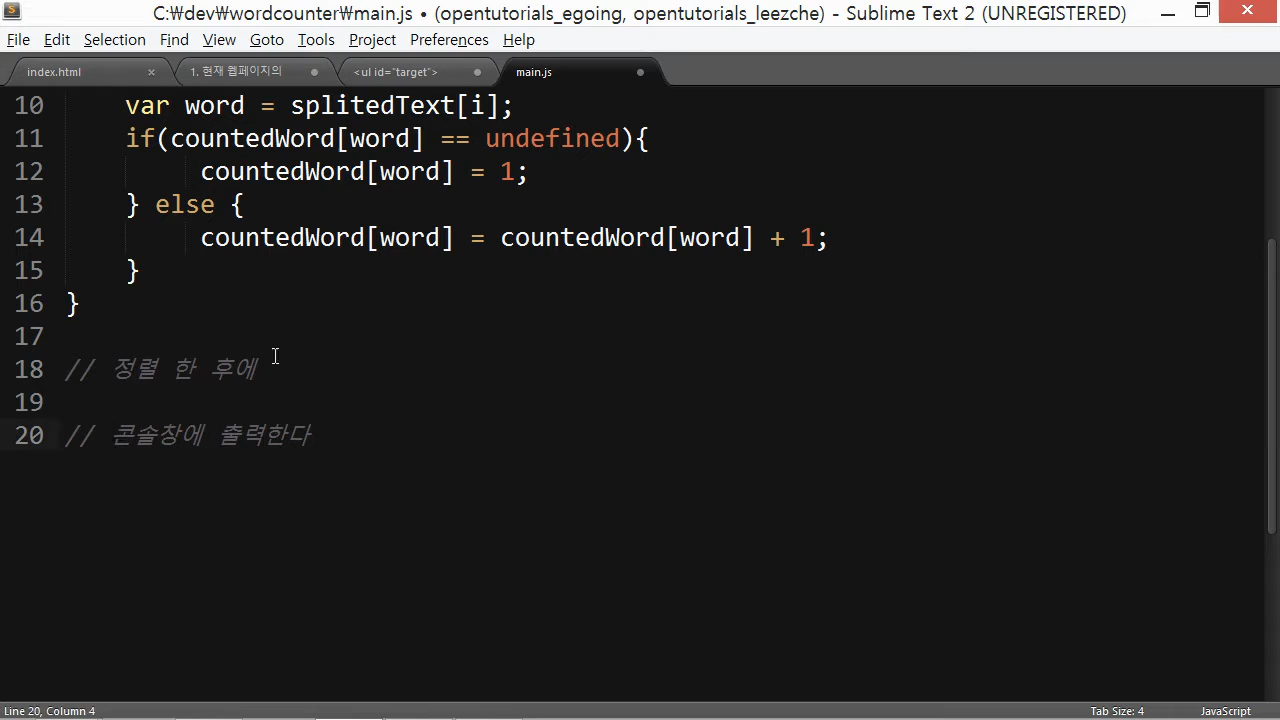 C:￦dev￦wordcounter￦main.js • (opentutorials_egoing, opentutorials_leezche) - Sublime Text 2 (UNREGISTERED)
File Edit Selection Find View Goto Tools Project Preferences Help
index.html × 1. 현재 웹페이지의 <ul id="target"> main.js
10 var word = splitedText[i];
11 if(countedWord[word] == undefined){
12 countedWord[word] = 1;
13 } else {
14 countedWord[word] = countedWord[word] + 1;
15 }
16 }
17
18 // 정렬 한 후에
19
20 // 콘솔창에 출력한다
Line 20, Column 4 Tab Size: 4 JavaScript